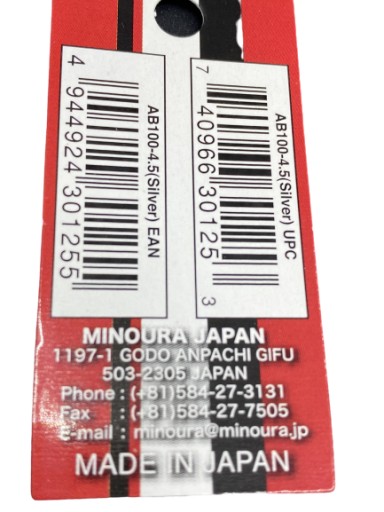 AB100-4.5(Silver) EAN
4 944924 301255
AB100-4.5(Silver) UPC
7 40966 30125 3
MINOURA JAPAN
1197-1 GODO ANPACHI GIFU
503-2305 JAPAN
Phone : (+81)584-27-3131
Fax : (+81)584-27-7505
E-mail : minoura@minoura.jp
MADE IN JAPAN